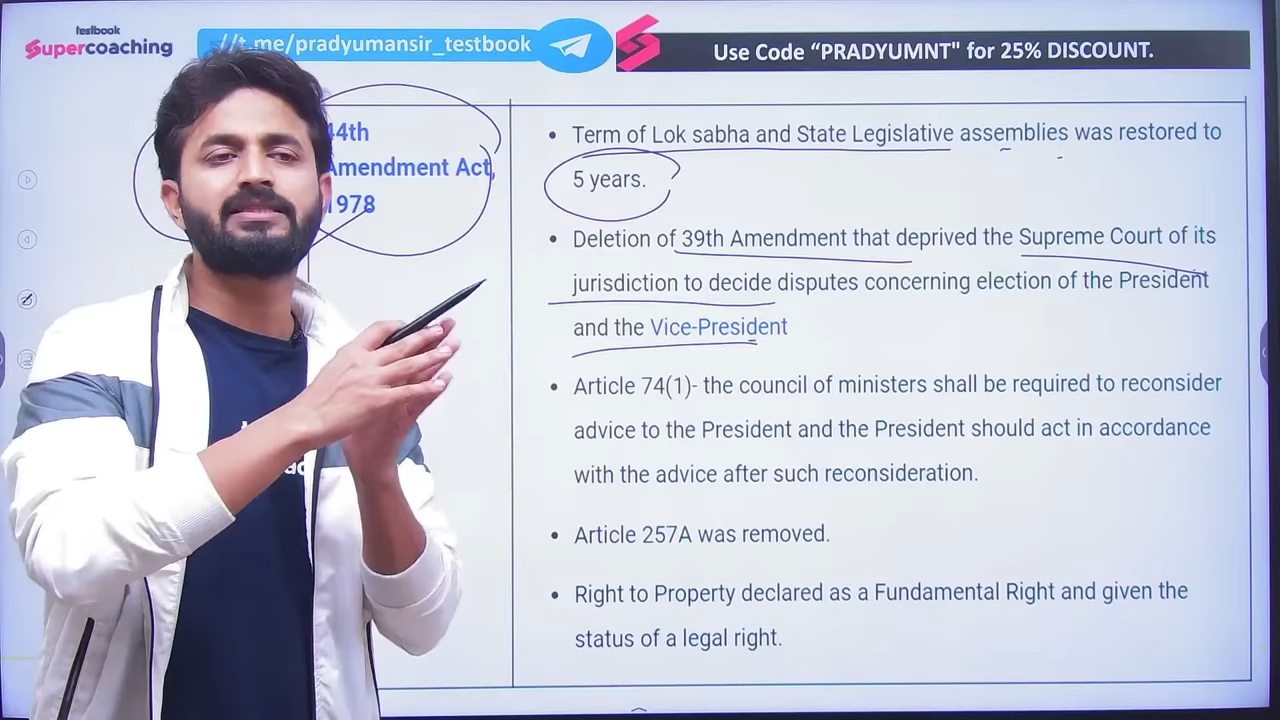 testbook
Supercoaching
//t.me/pradyumansir_testbook
Use Code “PRADYUMNT" for 25% DISCOUNT.
44th
Amendment Act,
1978
• Term of Lok sabha and State Legislative assemblies was restored to
5 years.
• Deletion of 39th Amendment that deprived the Supreme Court of its
jurisdiction to decide disputes concerning election of the President
and the Vice-President
• Article 74(1)- the council of ministers shall be required to reconsider
advice to the President and the President should act in accordance
with the advice after such reconsideration.
• Article 257A was removed.
• Right to Property declared as a Fundamental Right and given the
status of a legal right.